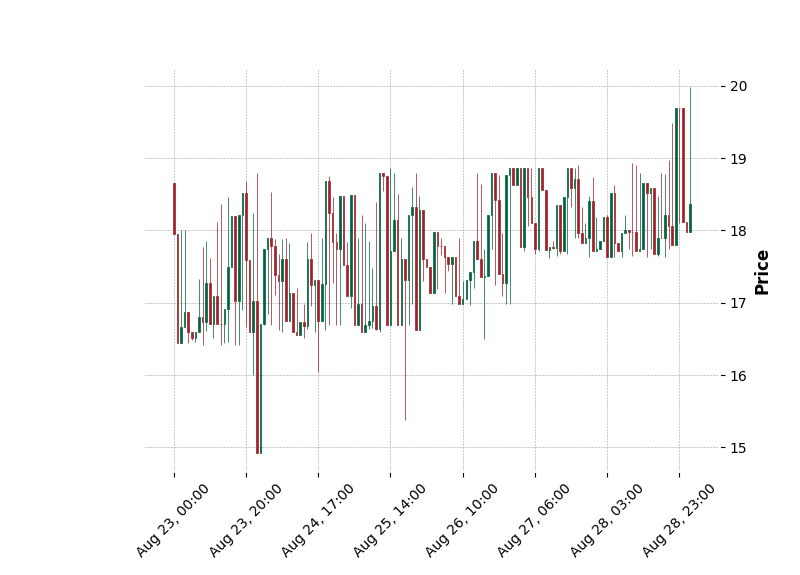 20
19
18
17
16
15
Price
Aug 23, 00:00
Aug 23, 20:00
Aug 24, 17:00
Aug 25, 14:00
Aug 26, 10:00
Aug 27, 06:00
Aug 28, 03:00
Aug 28, 23:00